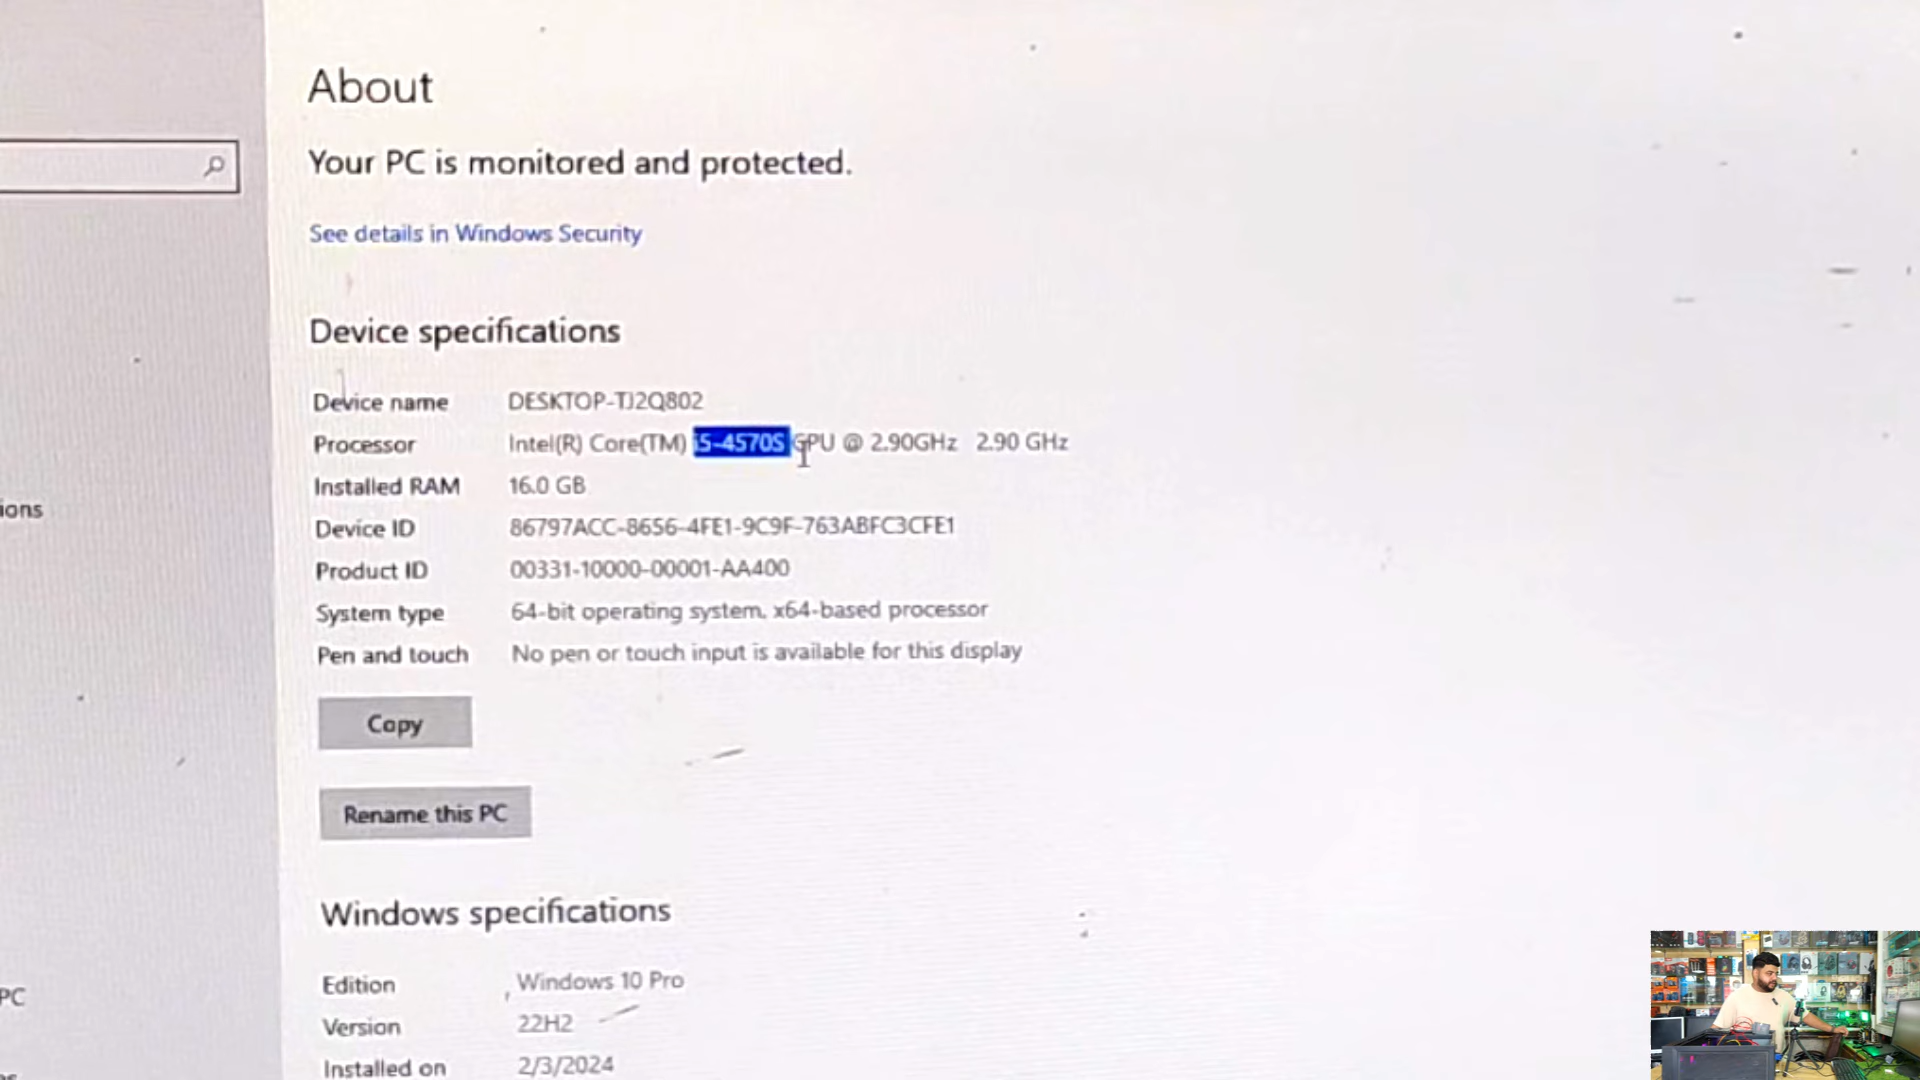 About
Your PC is monitored and protected.
See details in Windows Security
Device specifications
Device name DESKTOP-TJ2Q802
Processor Intel(R) Core(TM) i5-4570S CPU @ 2.90GHz 2.90 GHz
Installed RAM 16.0 GB
ions
Device ID 86797ACC-8656-4FE1-9C9F-763ABFC3CFE1
Product ID 00331-10000-00001-AA400
System type 64-bit operating system, x64-based processor
Pen and touch No pen or touch input is available for this display
Copy
Rename this PC
Windows specifications
Edition Windows 10 Pro
PC
Version 22H2
Installed on 2/3/2024